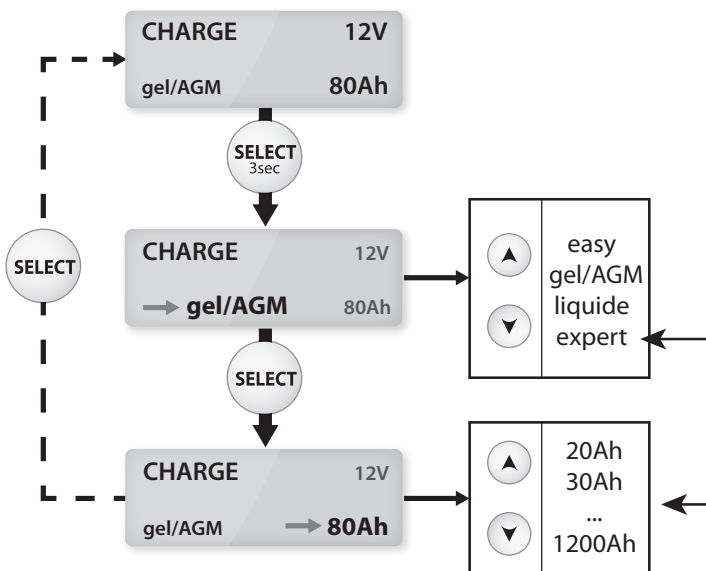 CHARGE 12V
gel/AGM 80Ah
SELECT
3sec
CHARGE 12V
gel/AGM 80Ah
easy
gel/AGM
liquide
expert
SELECT
SELECT
CHARGE 12V
gel/AGM 80Ah
20Ah
30Ah
...
1200Ah